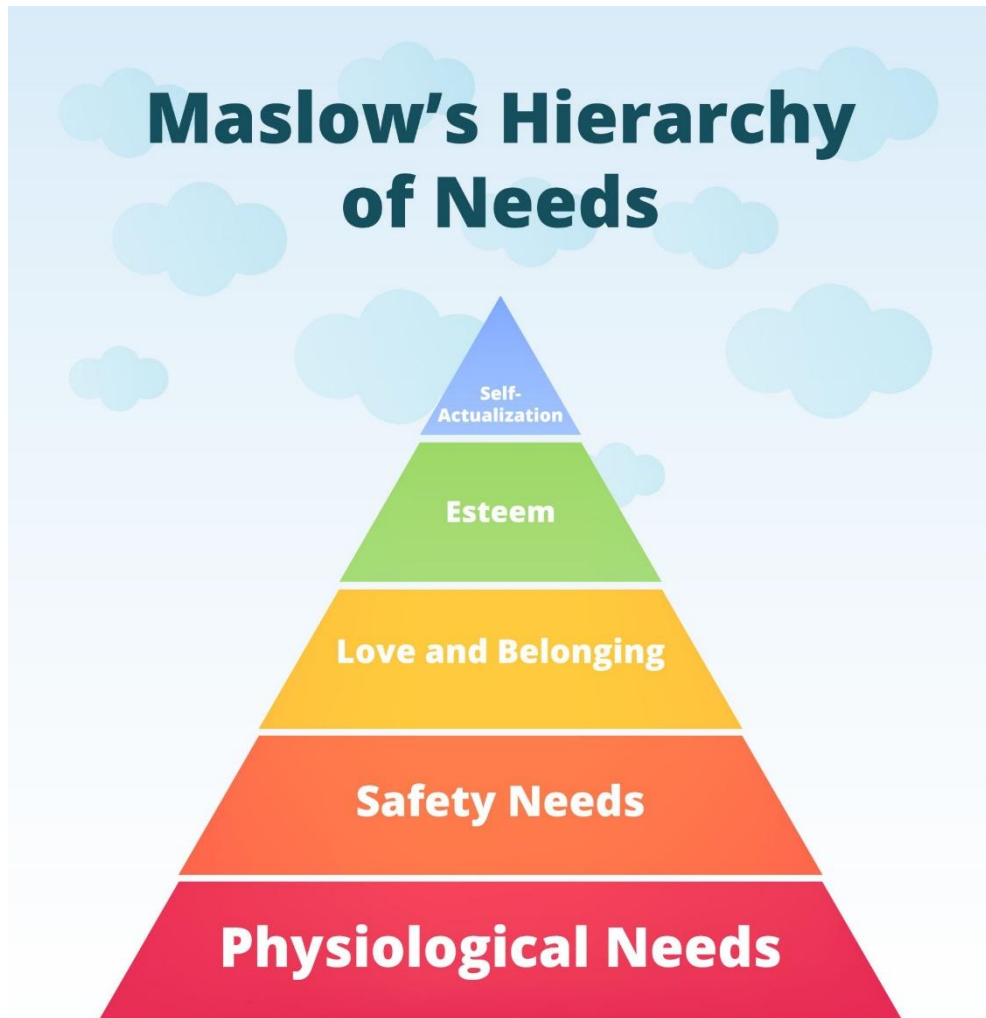 Maslow’s Hierarchy
of Needs
Self-
Actualization
Esteem
Love and Belonging
Safety Needs
Physiological Needs